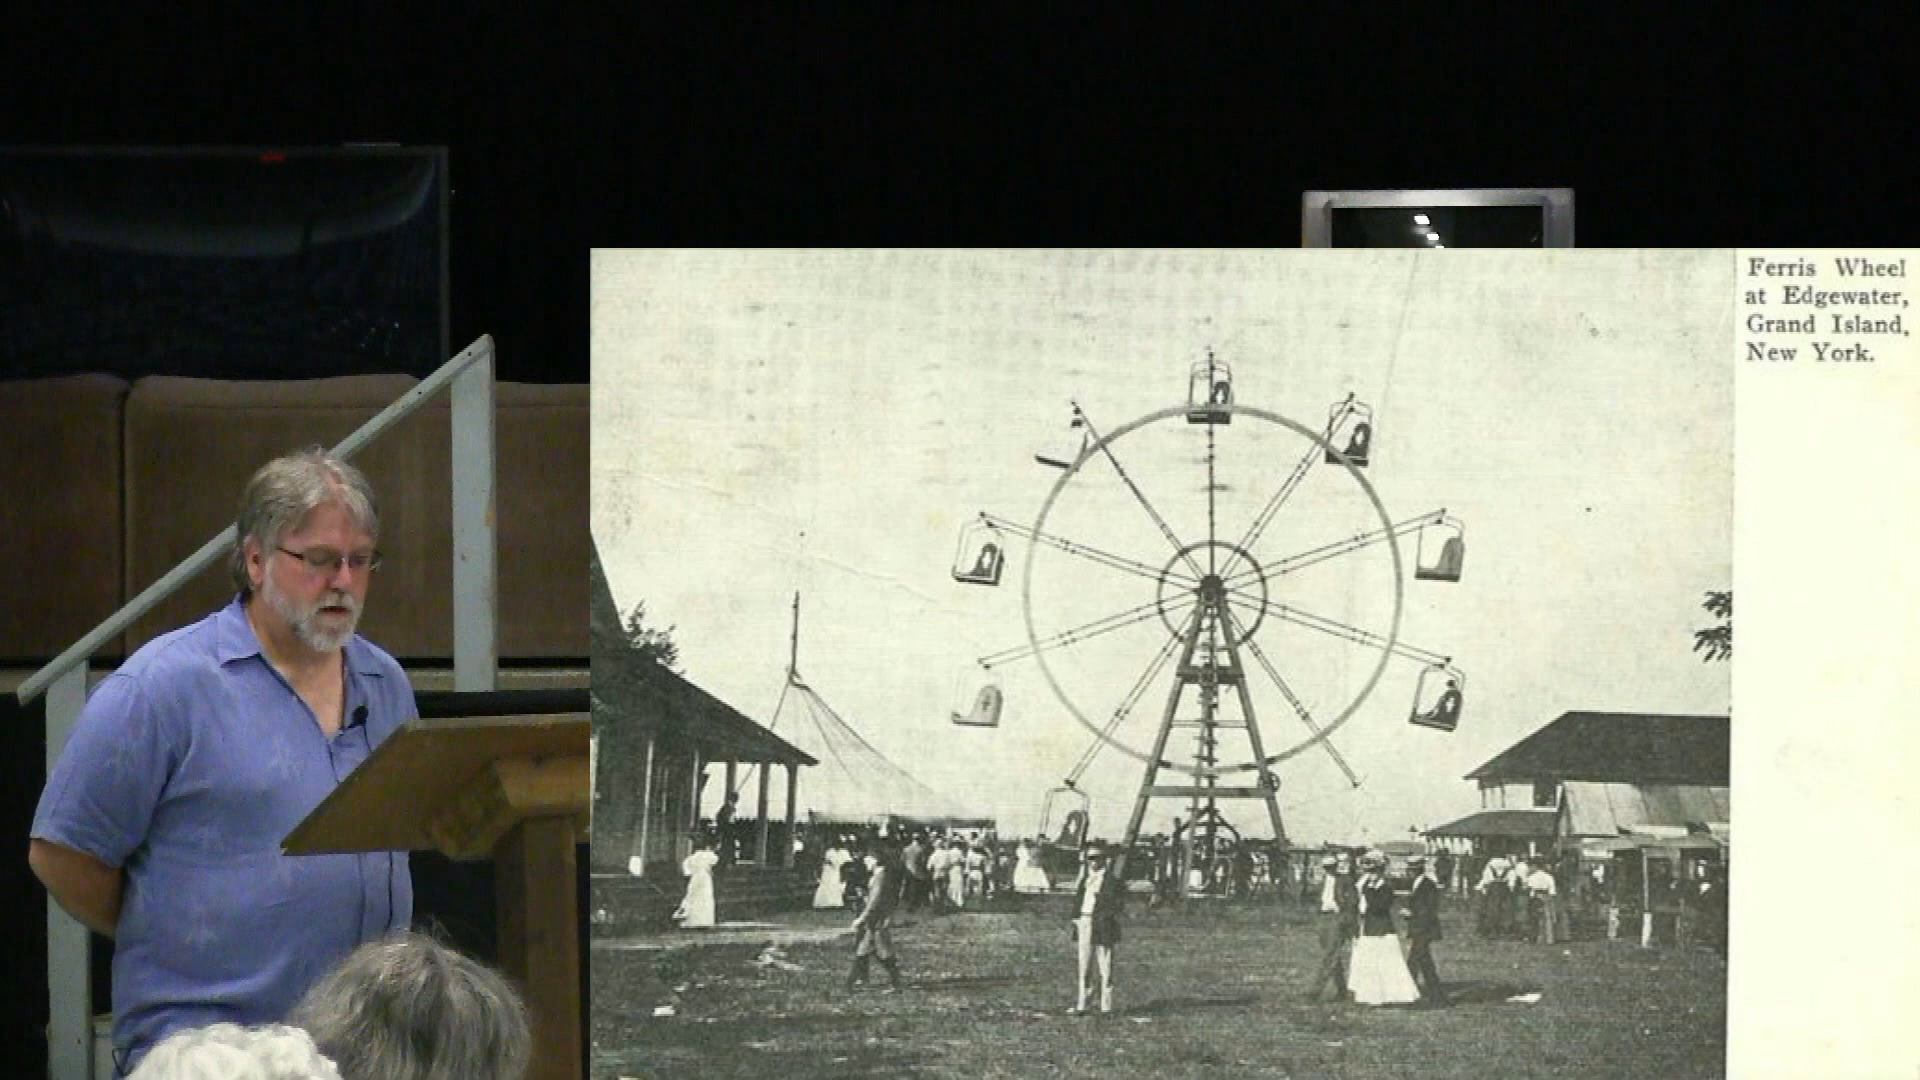 Ferris Wheel
at Edgewater,
Grand Island,
New York.